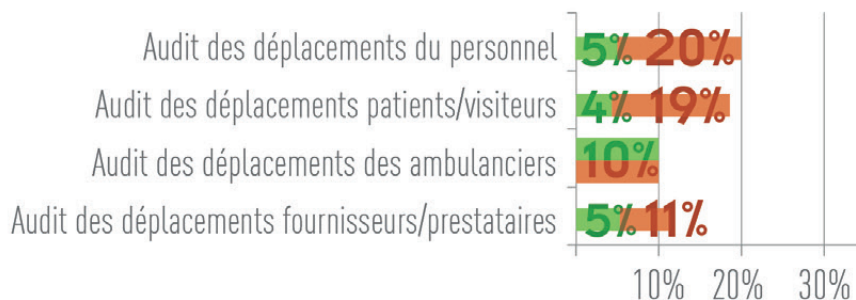 Audit des déplacements du personnel 5% 20%
Audit des déplacements patients/visiteurs 4% 19%
Audit des déplacements des ambulanciers 10%
Audit des déplacements fournisseurs/prestataires 5% 11%
10% 20% 30%